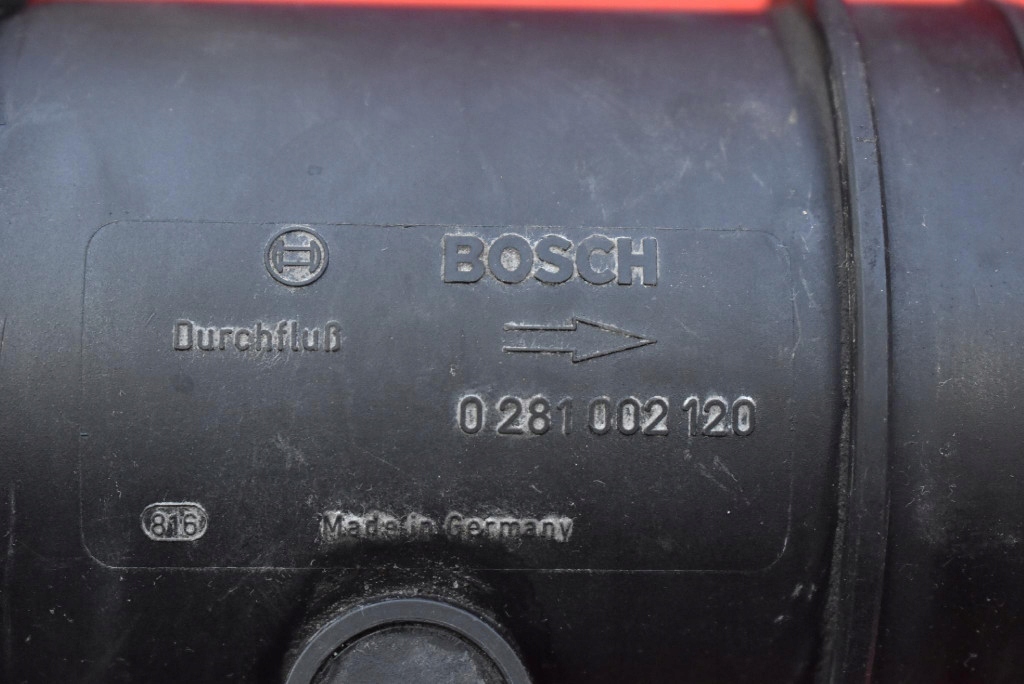 BOSCH
Durchfluß
0 281 002 120
816
Made in Germany